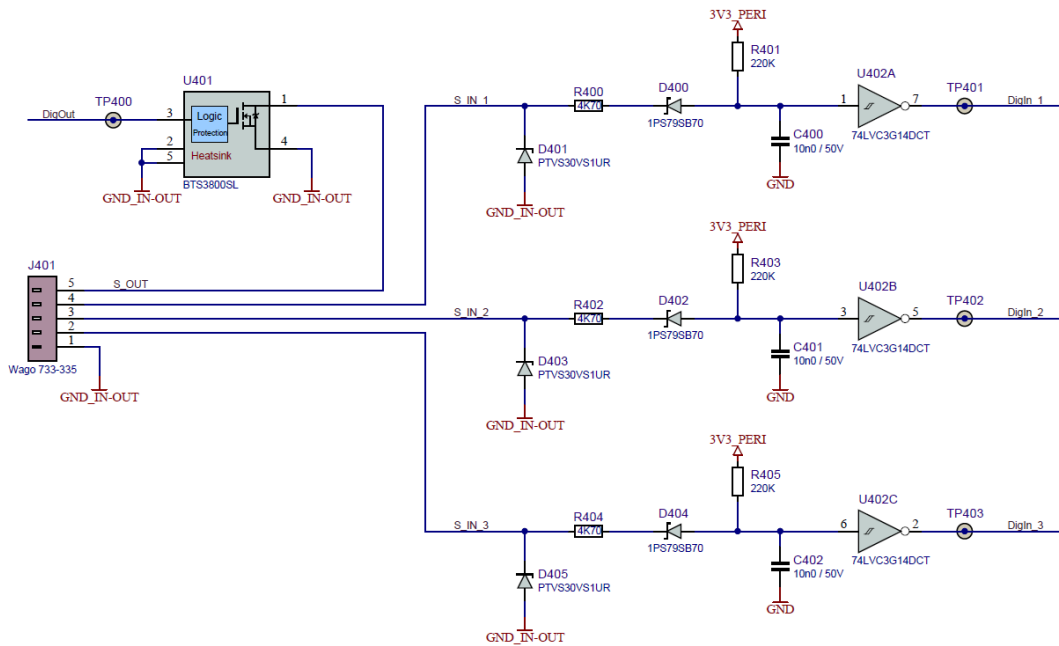 3V3_PERI
R401
220K
U401
TP400
DigOut
3
1
Logic
Protection
2
5
4
Heatsink
BTS3800SL
GND_IN-OUT
GND_IN-OUT
S_IN_1
R400
4K70
D400
1PS79SB70
U402A
1
7
74LVC3G14DCT
TP401
DigIn_1
C400
10n0 / 50V
GND
D401
PTVS30VS1UR
GND_IN-OUT
3V3_PERI
R403
220K
J401
5
4
3
2
1
S_OUT
Wago 733-335
GND_IN-OUT
S_IN_2
R402
4K70
D402
1PS79SB70
U402B
3
5
74LVC3G14DCT
TP402
DigIn_2
C401
10n0 / 50V
GND
D403
PTVS30VS1UR
GND_IN-OUT
3V3_PERI
R405
220K
S_IN_3
R404
4K70
D404
1PS79SB70
U402C
6
2
74LVC3G14DCT
TP403
DigIn_3
C402
10n0 / 50V
GND
D405
PTVS30VS1UR
GND_IN-OUT